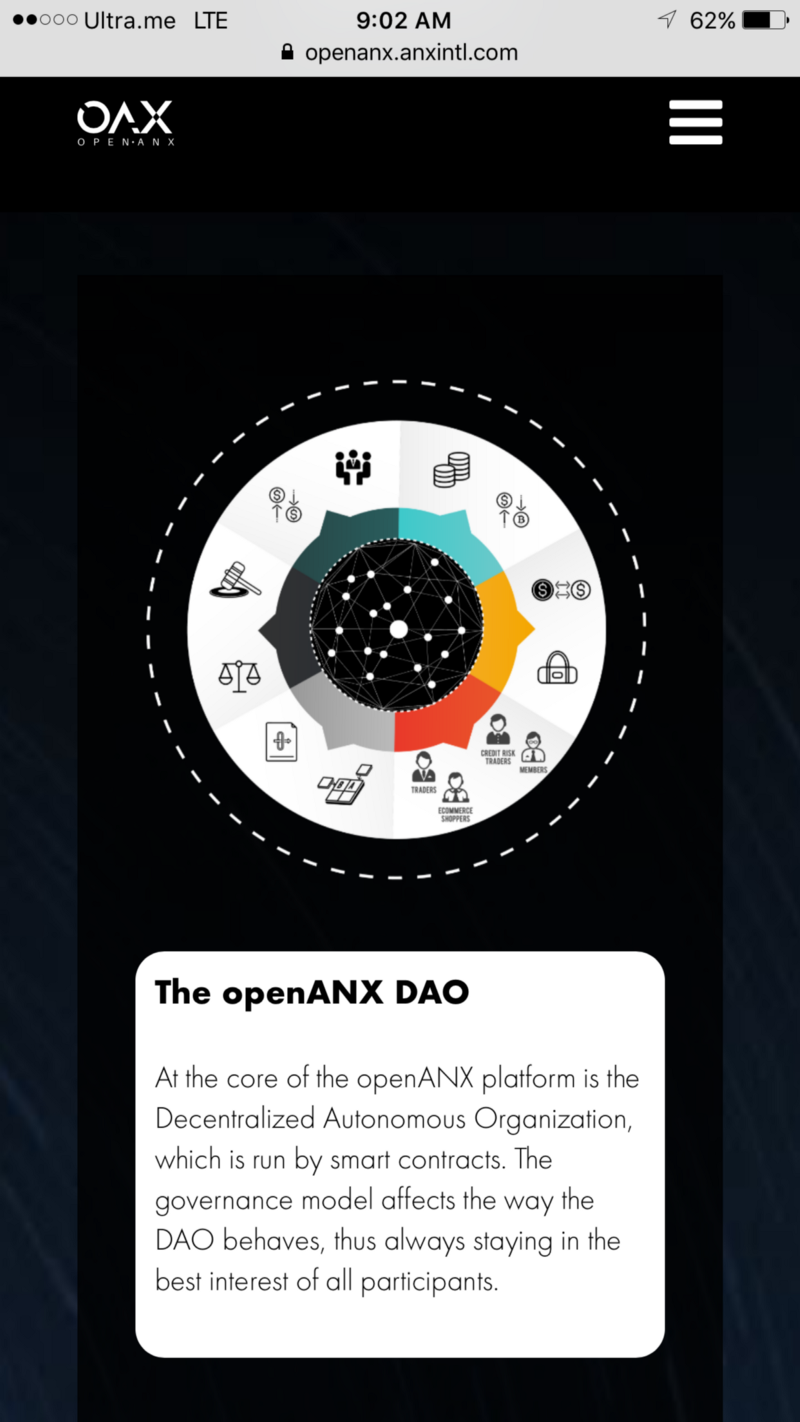 Ultra.me LTE 9:02 AM 62%
openanx.anxintl.com
OAX
OPEN·ANX
CREDIT RISK
TRADERS
MEMBERS
TRADERS
ECOMMERCE
SHOPPERS
The openANX DAO
At the core of the openANX platform is the
Decentralized Autonomous Organization,
which is run by smart contracts. The
governance model affects the way the
DAO behaves, thus always staying in the
best interest of all participants.